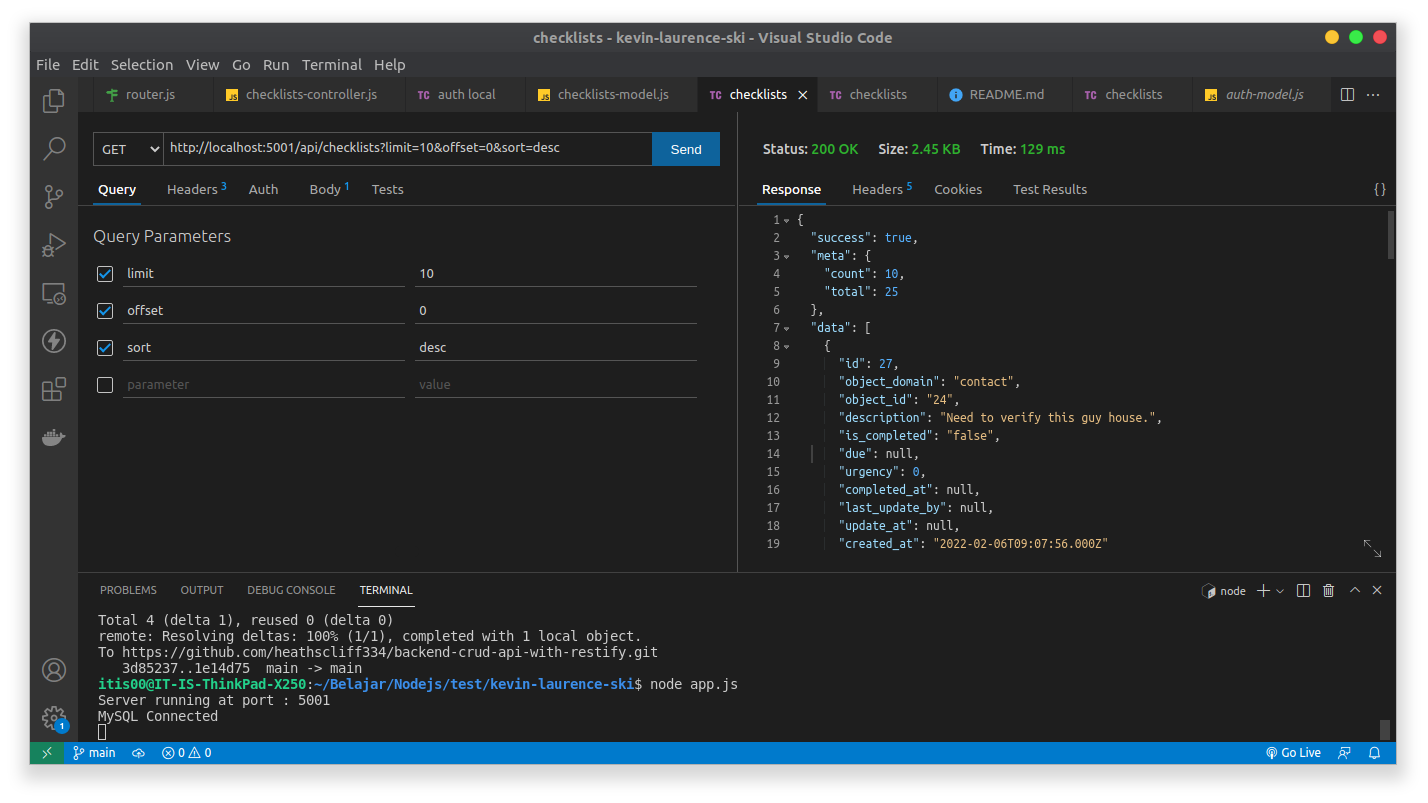 checklists - kevin-laurence-ski - Visual Studio Code
File Edit Selection View Go Run Terminal Help
router.js JS checklists-controller.js TC auth local JS checklists-model.js TC checklists TC checklists README.md TC checklists JS auth-model.js
GET http://localhost:5001/api/checklists?limit=10&offset=0&sort=desc Send
Query Headers 3 Auth Body 1 Tests
Query Parameters
limit 10
offset 0
sort desc
parameter value
Status: 200 OK Size: 2.45 KB Time: 129 ms
Response Headers 5 Cookies Test Results {}
1 {
2 "success": true,
3 "meta": {
4 "count": 10,
5 "total": 25
6 },
7 "data": [
8 {
9 "id": 27,
10 "object_domain": "contact",
11 "object_id": "24",
12 "description": "Need to verify this guy house.",
13 "is_completed": "false",
14 "due": null,
15 "urgency": 0,
16 "completed_at": null,
17 "last_update_by": null,
18 "update_at": null,
19 "created_at": "2022-02-06T09:07:56.000Z"
PROBLEMS OUTPUT DEBUG CONSOLE TERMINAL node
Total 4 (delta 1), reused 0 (delta 0)
remote: Resolving deltas: 100% (1/1), completed with 1 local object.
To https://github.com/heathscliff334/backend-crud-api-with-restify.git
3d85237..1e14d75 main -> main
itis00@IT-IS-ThinkPad-X250:~/Belajar/Nodejs/test/kevin-laurence-ski$ node app.js
Server running at port : 5001
MySQL Connected
1
main 0 0 Go Live